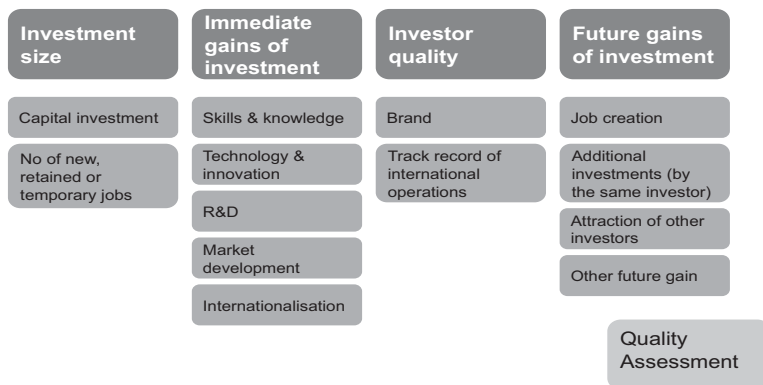 Investment
size
Capital investment
No of new,
retained or
temporary jobs
Immediate
gains of
investment
Skills & knowledge
Technology &
innovation
R&D
Market
development
Internationalisation
Investor
quality
Brand
Track record of
international
operations
Future gains
of investment
Job creation
Additional
investments (by
the same investor)
Attraction of other
investors
Other future gain
Quality
Assessment